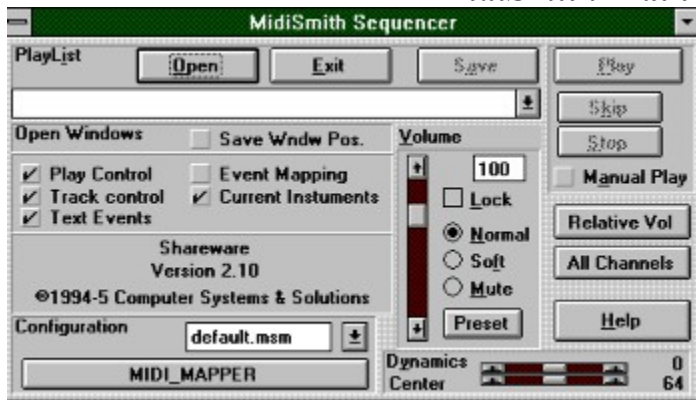 MidiSmith Sequencer
PlayList
Open
Exit
Save
Play
Skip
Stop
Manual Play
Open Windows
Save Wndw Pos.
Play Control
Event Mapping
Track control
Current Instuments
Text Events
Shareware
Version 2.10
©1994-5 Computer Systems & Solutions
Configuration
default.msm
MIDI_MAPPER
Volume
100
Lock
Normal
Soft
Mute
Preset
Relative Vol
All Channels
Help
Dynamics
0
Center
64